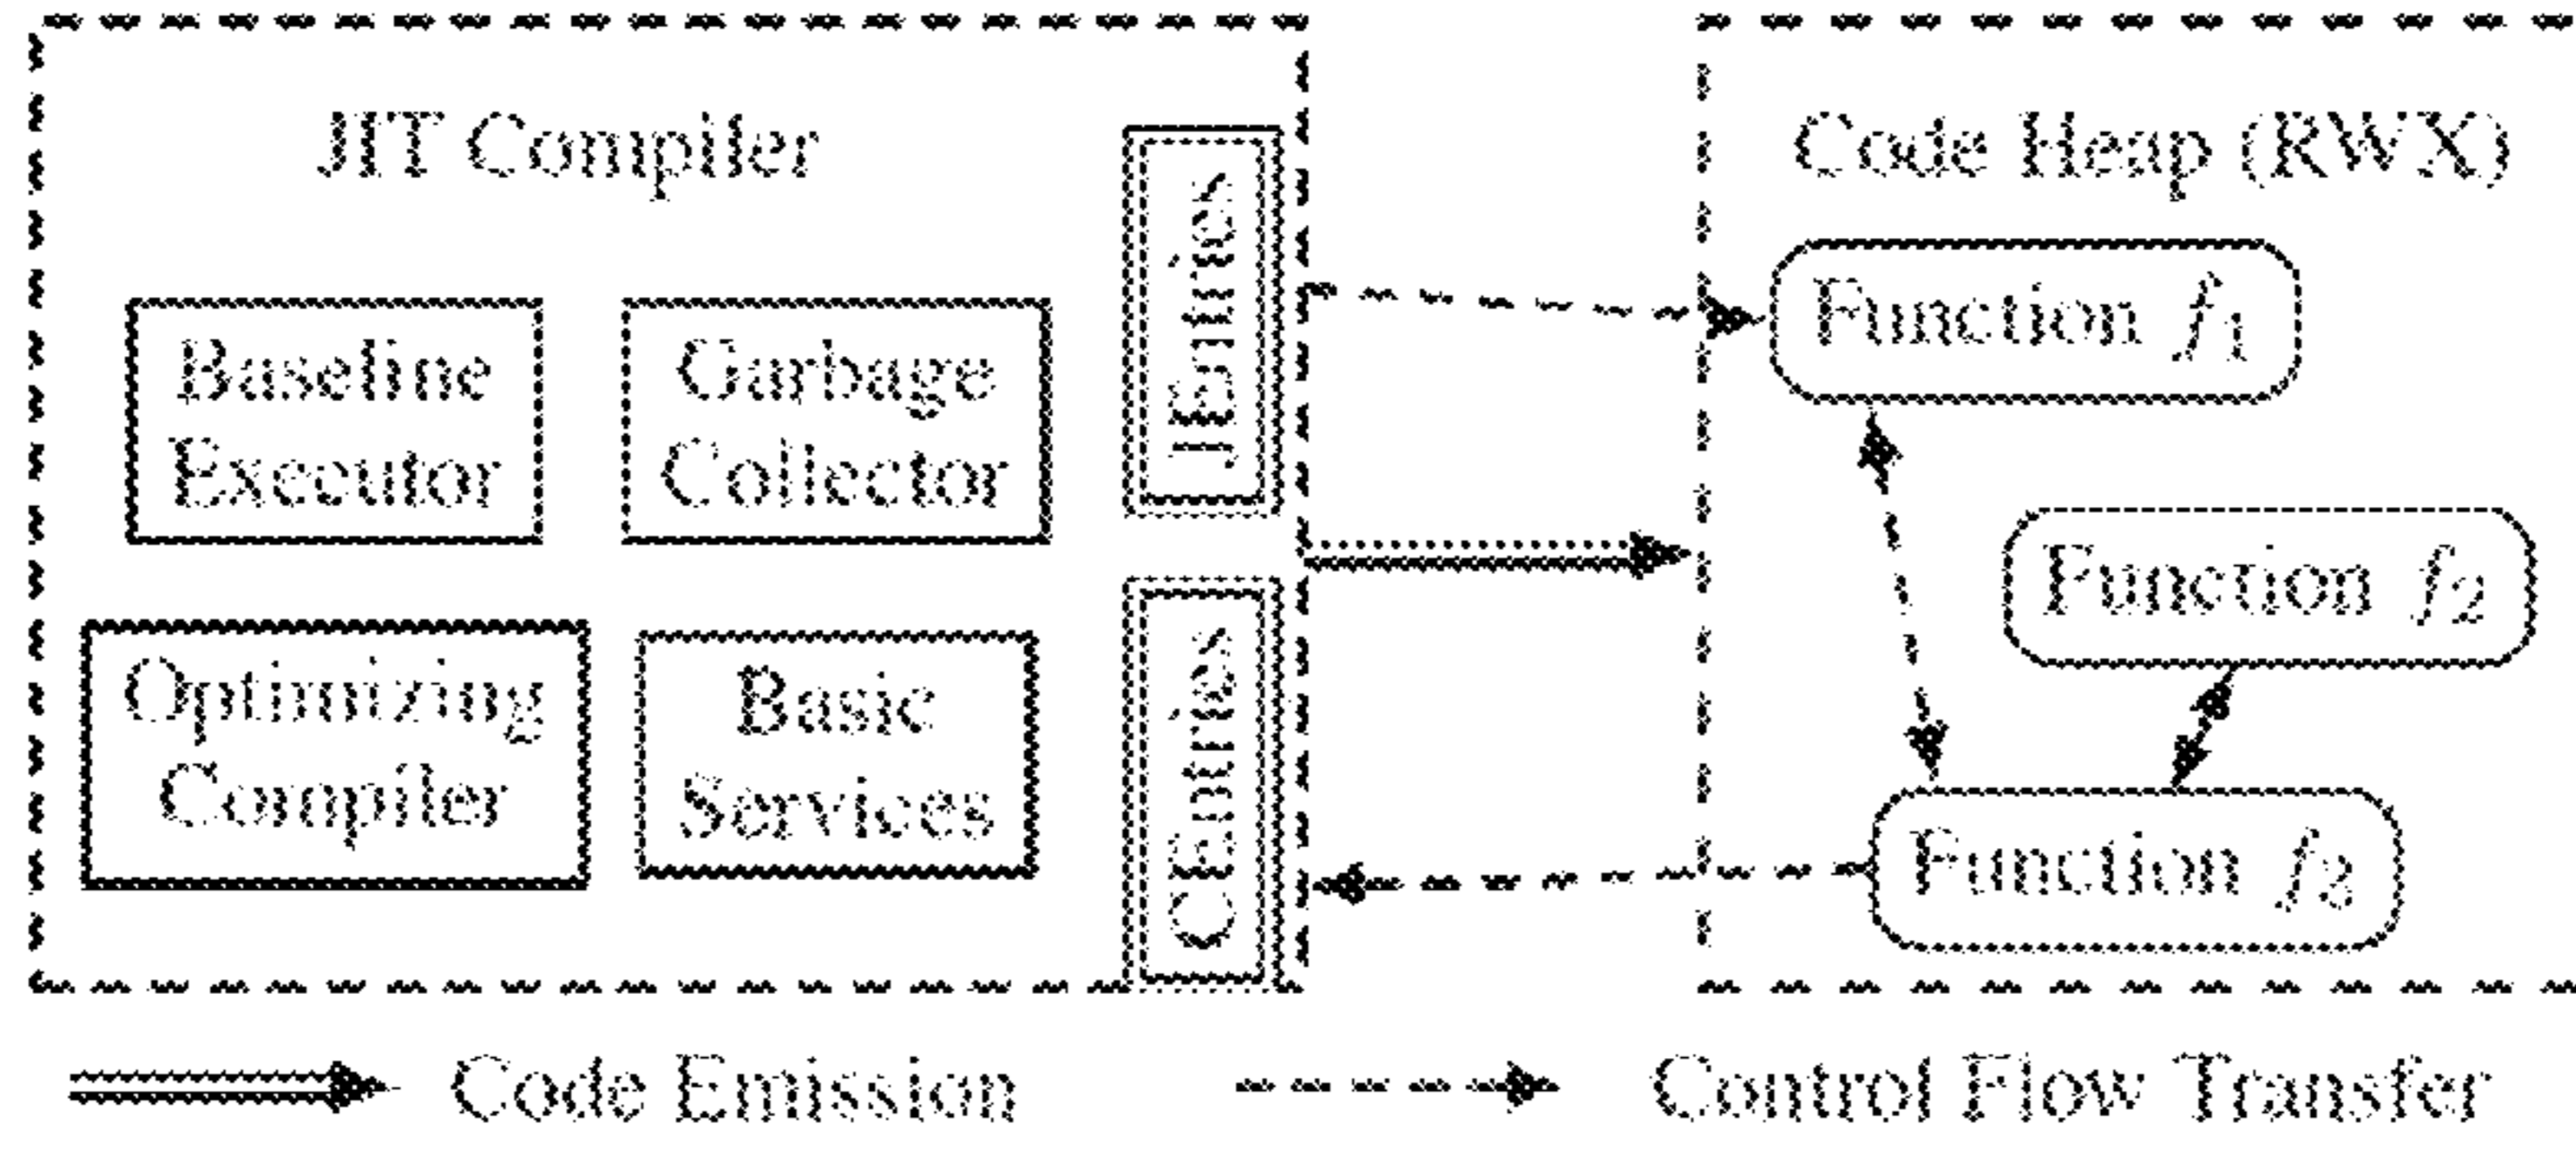 JIT Compiler
Baseline
Executor
Garbage
Collector
Optimizing
Compiler
Basic
Services
JEntries
CEntries
Code Heap (RWX)
Function f1
Function f2
Function f3
Code Emission
Control Flow Transfer